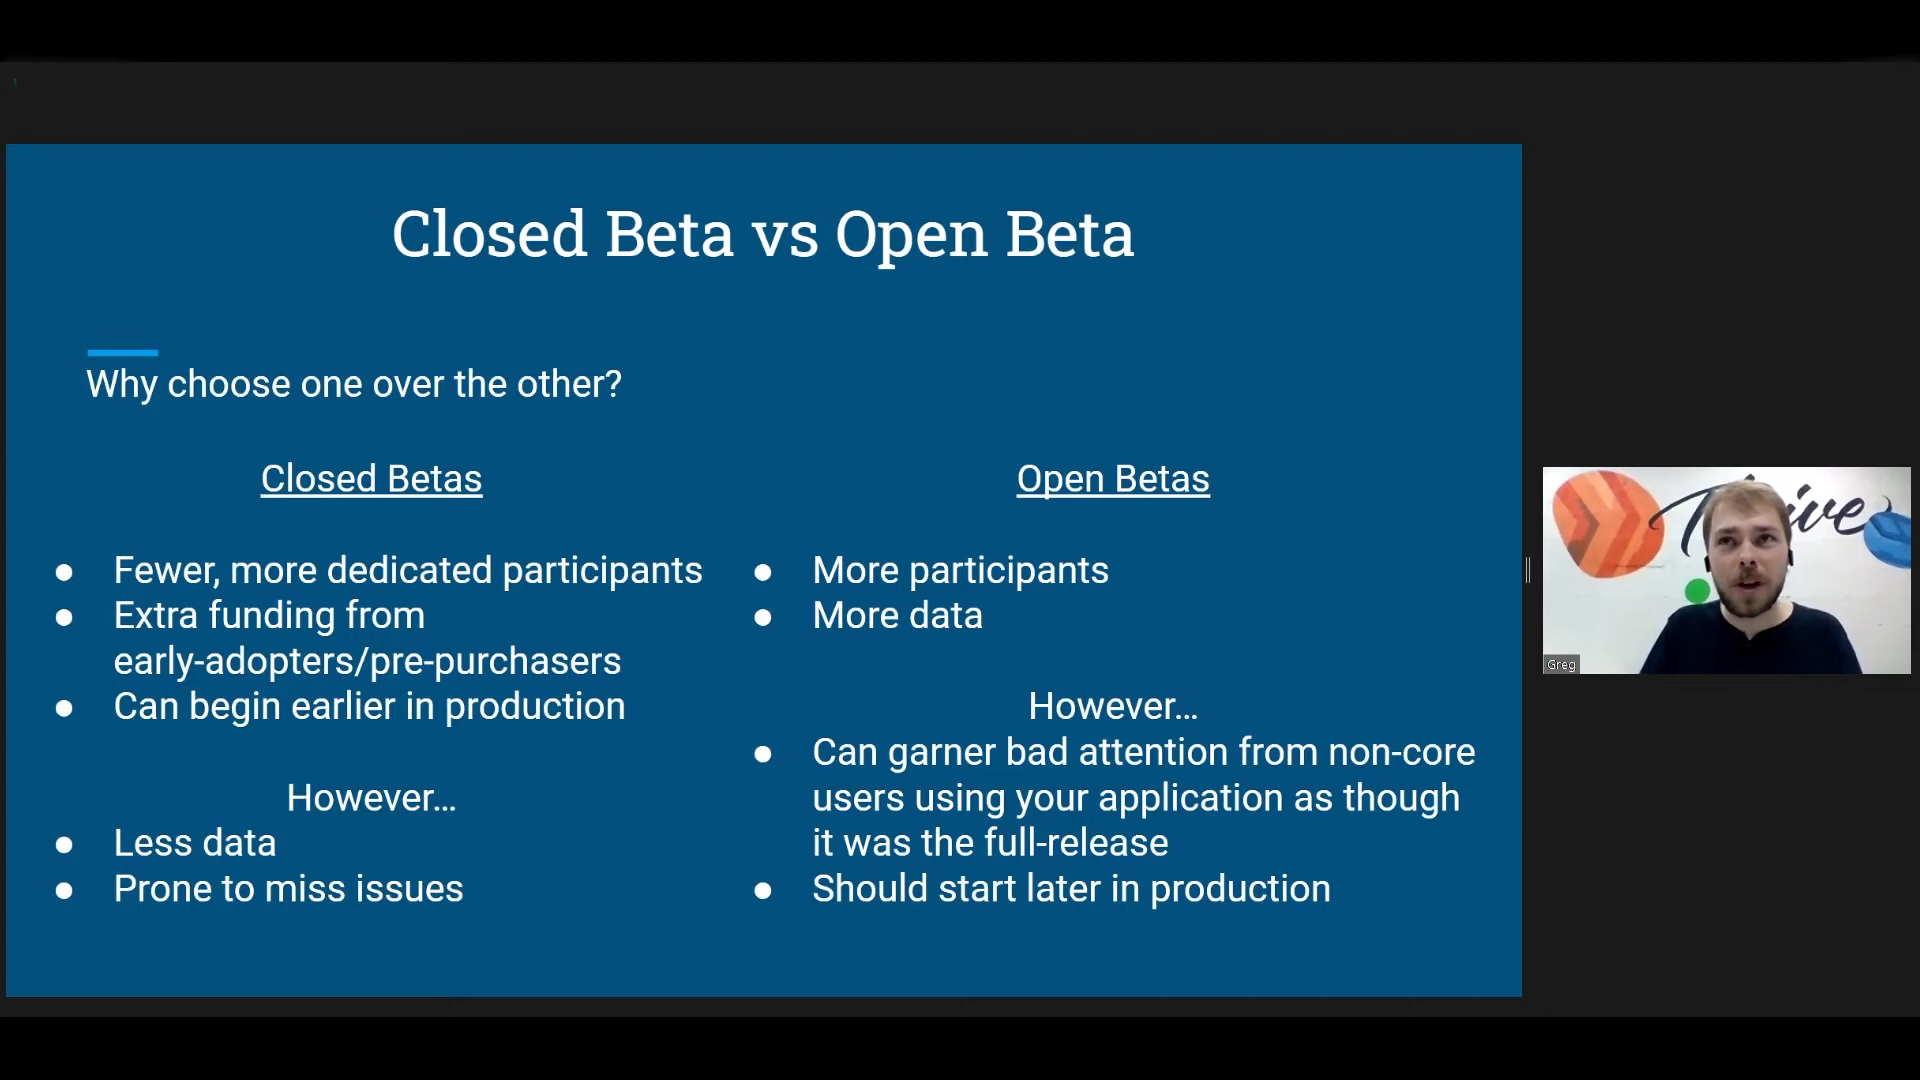 Closed Beta vs Open Beta
Why choose one over the other?
Closed Betas
● Fewer, more dedicated participants
● Extra funding from
early-adopters/pre-purchasers
● Can begin earlier in production
However…
● Less data
● Prone to miss issues
Open Betas
● More participants
● More data
However…
● Can garner bad attention from non-core
users using your application as though
it was the full-release
● Should start later in production
Greg